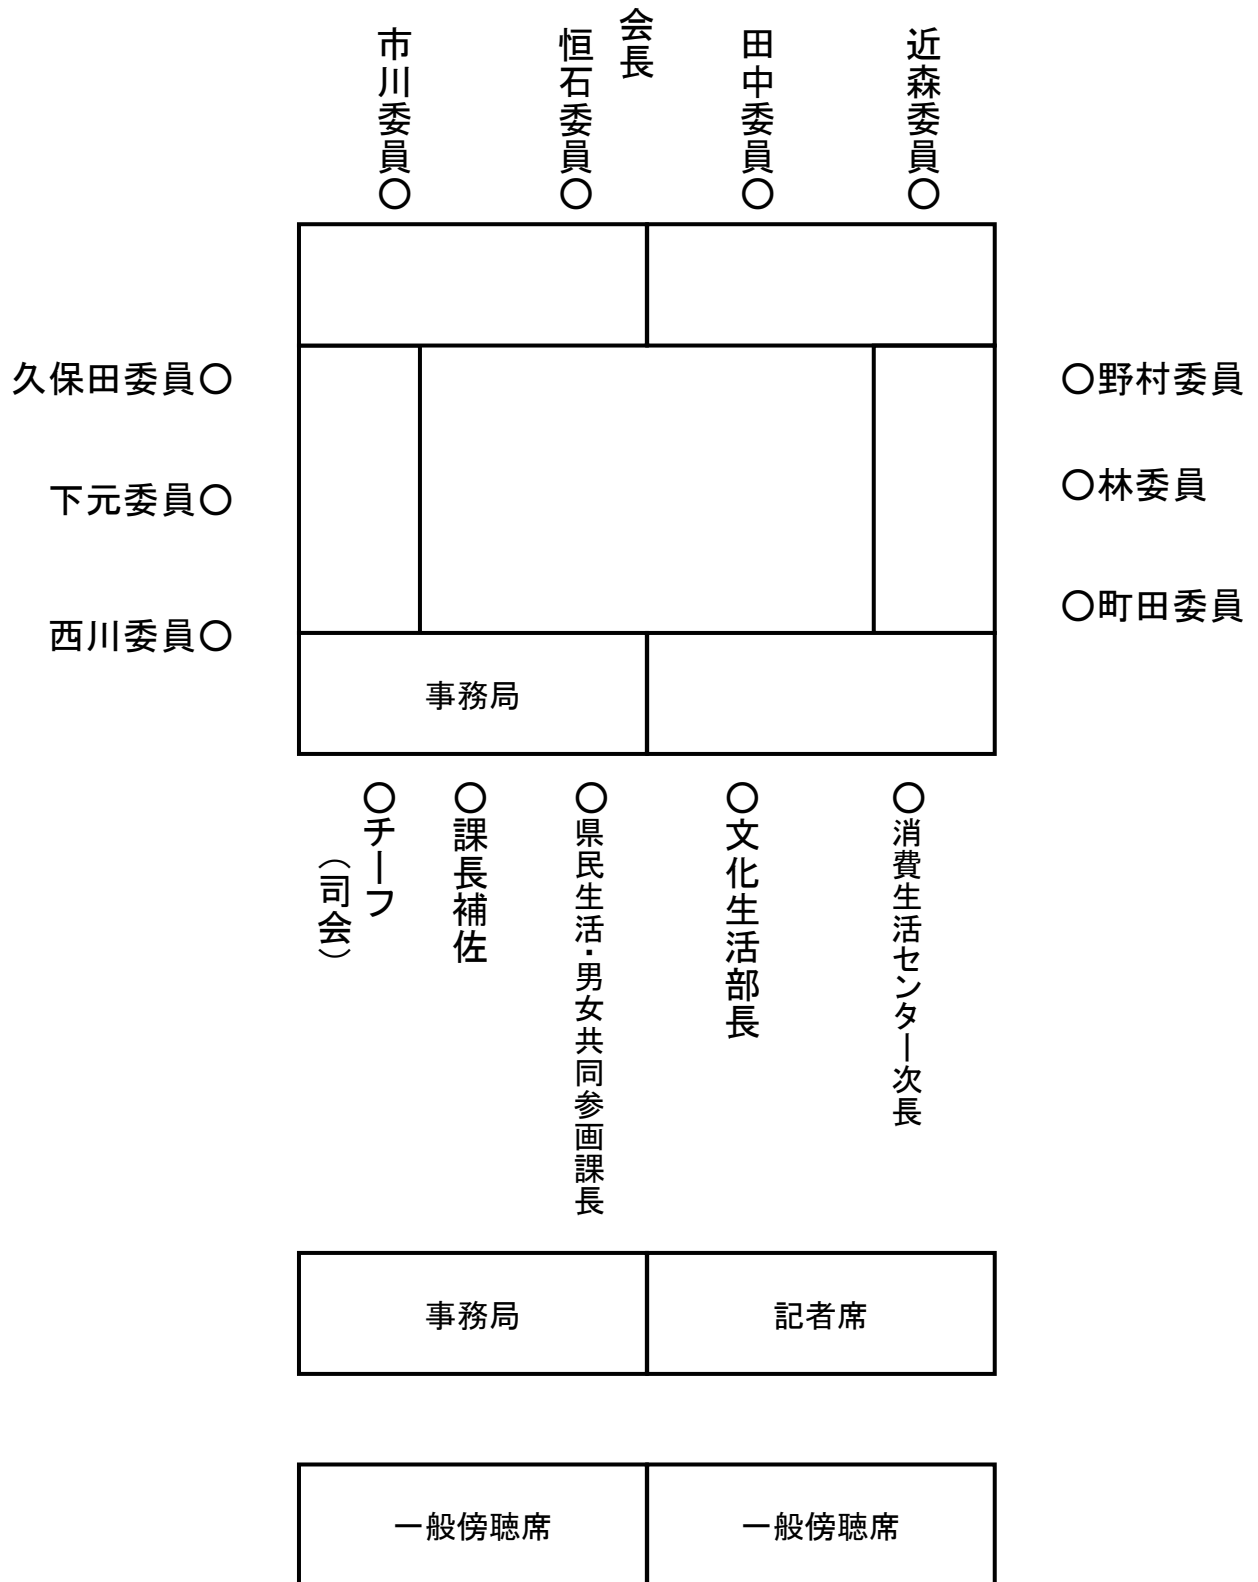 会長
市川委員○
恒石委員○
田中委員○
近森委員○
久保田委員○
○野村委員
下元委員○
○林委員
西川委員○
○町田委員
事務局
○チーフ
（司会）
○課長補佐
○県民生活・男女共同参画課長
○文化生活部長
○消費生活センター次長
事務局
記者席
一般傍聴席
一般傍聴席